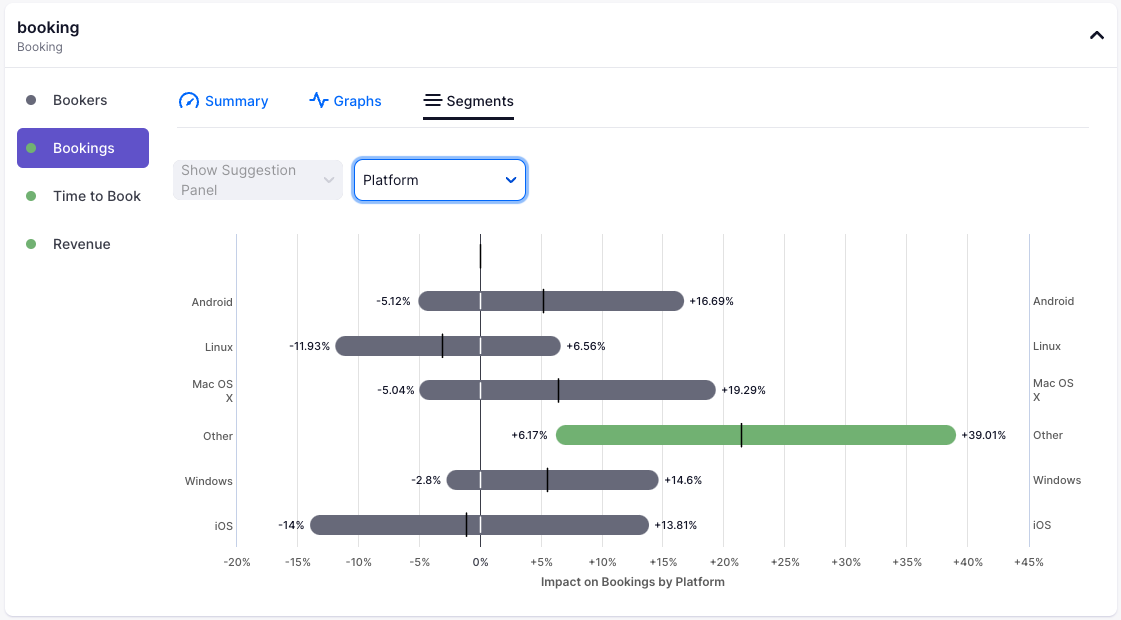 booking
Booking
Bookers
Bookings
Time to Book
Revenue
Summary
Graphs
Segments
Show Suggestion
Panel
Platform
Android
-5.12%
+16.69%
Android
Linux
-11.93%
+6.56%
Linux
Mac OS
X
-5.04%
+19.29%
Mac OS
X
Other
+6.17%
+39.01%
Other
Windows
-2.8%
+14.6%
Windows
iOS
-14%
+13.81%
iOS
-20%
-15%
-10%
-5%
0%
+5%
+10%
+15%
+20%
+25%
+30%
+35%
+40%
+45%
Impact on Bookings by Platform